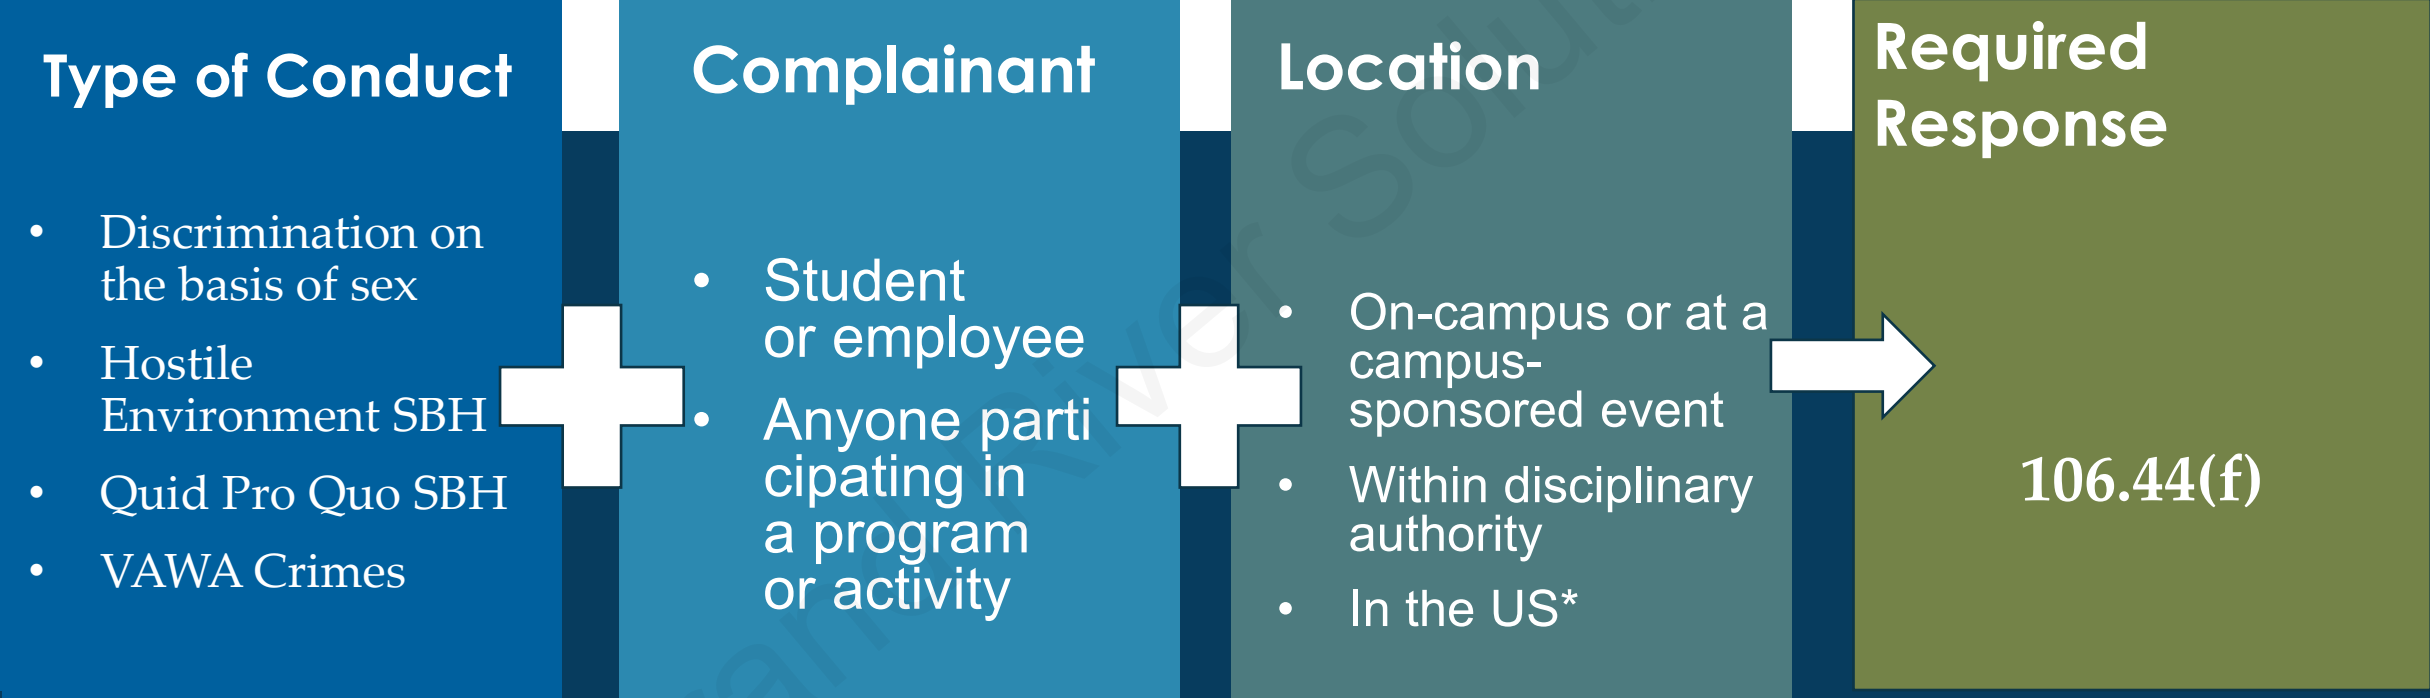 Type of Conduct
• Discrimination on
the basis of sex
• Hostile
Environment SBH
• Quid Pro Quo SBH
• VAWA Crimes
Complainant
• Student
or employee
• Anyone parti
cipating in
a program
or activity
Location
• On-campus or at a
campus-
sponsored event
• Within disciplinary
authority
• In the US*
Required
Response
106.44(f)
River